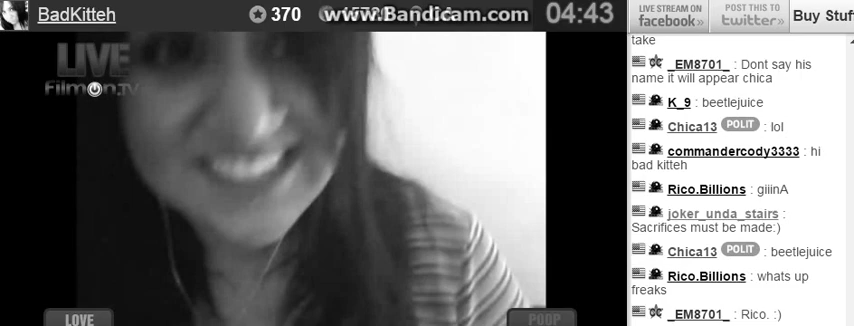 BadKitteh
370
www.Bandicam.com
04:43
LIVE STREAM ON
facebook»
POST THIS TO
twitter»
Buy Stuf
LIVE
FilmOn.TV
take
_EM8701_ : Dont say his
name it will appear chica
K_9 : beetlejuice
Chica13 POLIT : lol
commandercody3333 : hi
bad kitteh
Rico.Billions : giiinA
joker_unda_stairs :
Sacrifices must be made:)
Chica13 POLIT : beetlejuice
Rico.Billions : whats up
freaks
_EM8701_ : Rico. :)
LOVE
POOP